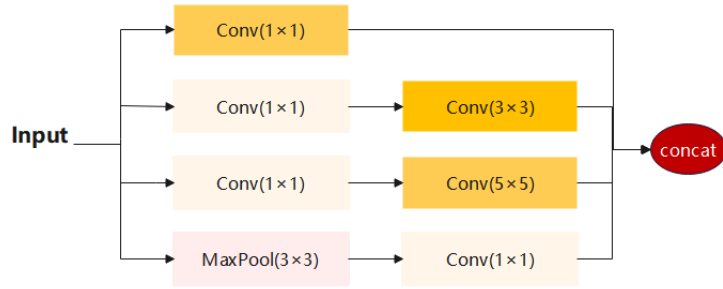 Conv(1×1)
Conv(1×1)
Conv(3×3)
Input
concat
Conv(1×1)
Conv(5×5)
MaxPool(3×3)
Conv(1×1)